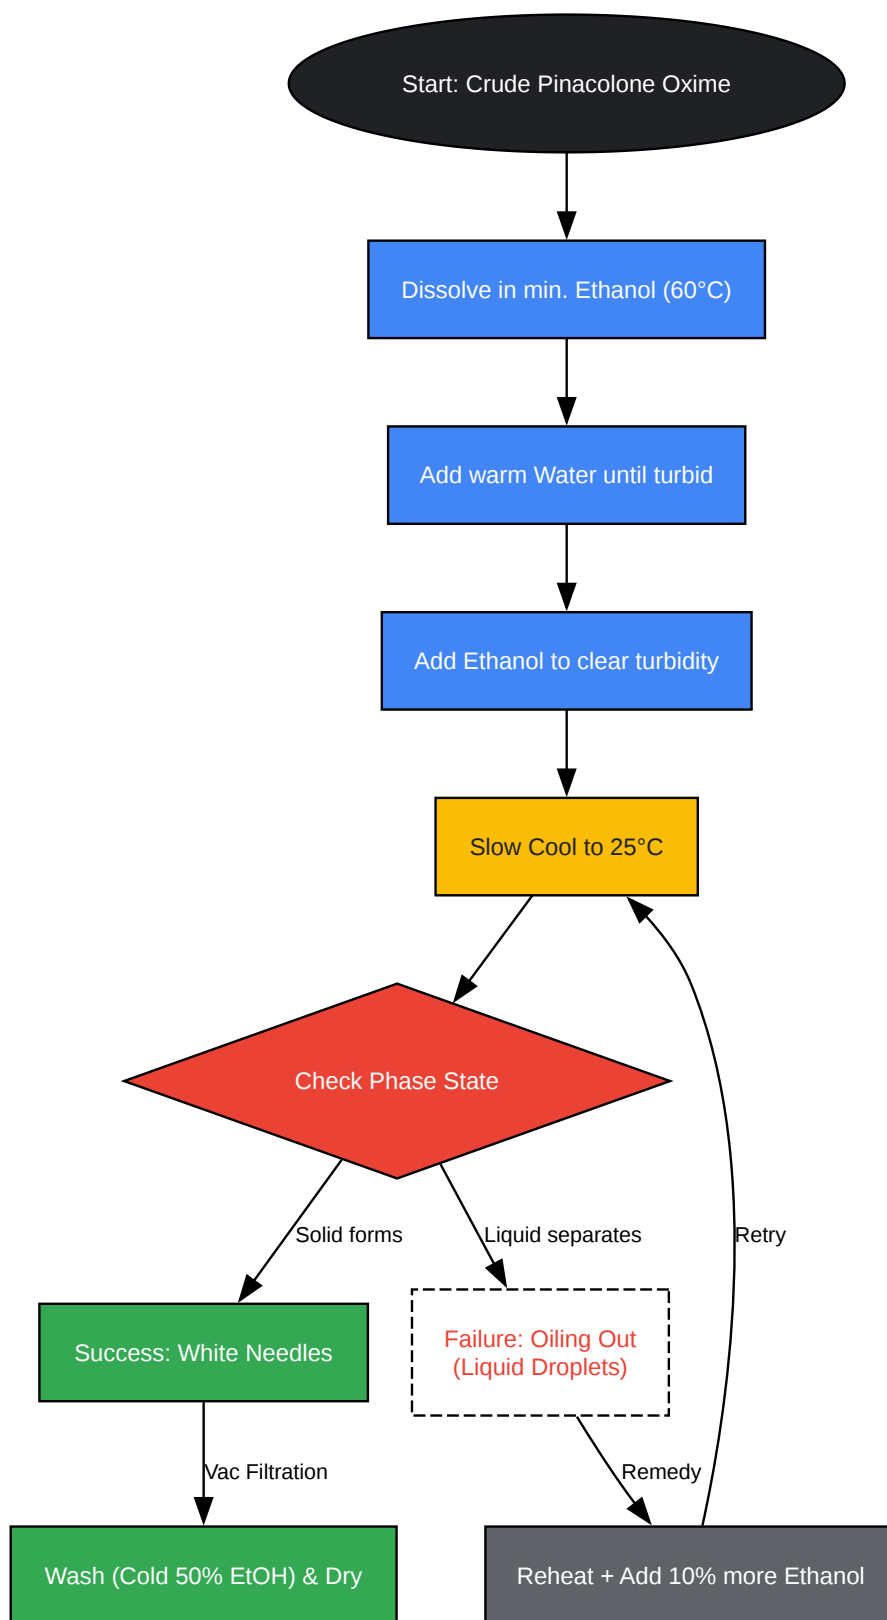 Start: Crude Pinacolone Oxime
Dissolve in min. Ethanol (60°C)
Add warm Water until turbid
Add Ethanol to clear turbidity
Slow Cool to 25°C
Check Phase State
Solid forms
Liquid separates
Retry
Success: White Needles
Failure: Oiling Out
(Liquid Droplets)
Vac Filtration
Remedy
Wash (Cold 50% EtOH) & Dry
Reheat + Add 10% more Ethanol